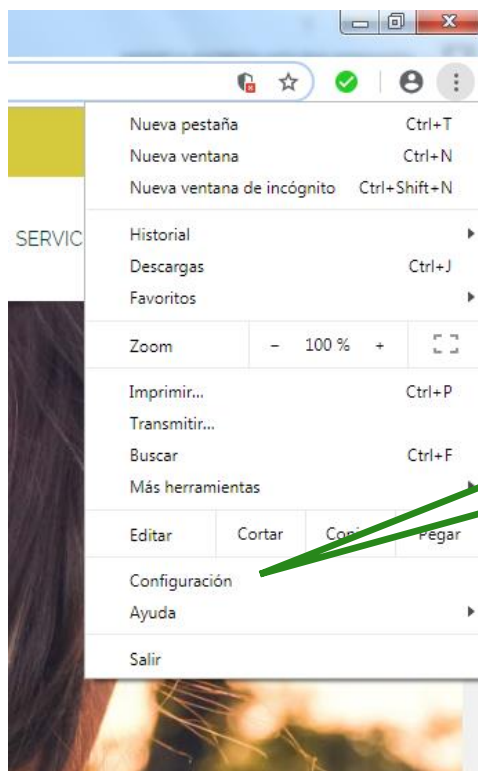 Nueva pestaña Ctrl+T
Nueva ventana Ctrl+N
Nueva ventana de incógnito Ctrl+Shift+N
SERVIC
Historial
Descargas Ctrl+J
Favoritos
Zoom - 100 % +
Imprimir... Ctrl+P
Transmitir...
Buscar Ctrl+F
Más herramientas
Editar Cortar Pegar
Configuración
Ayuda
Salir